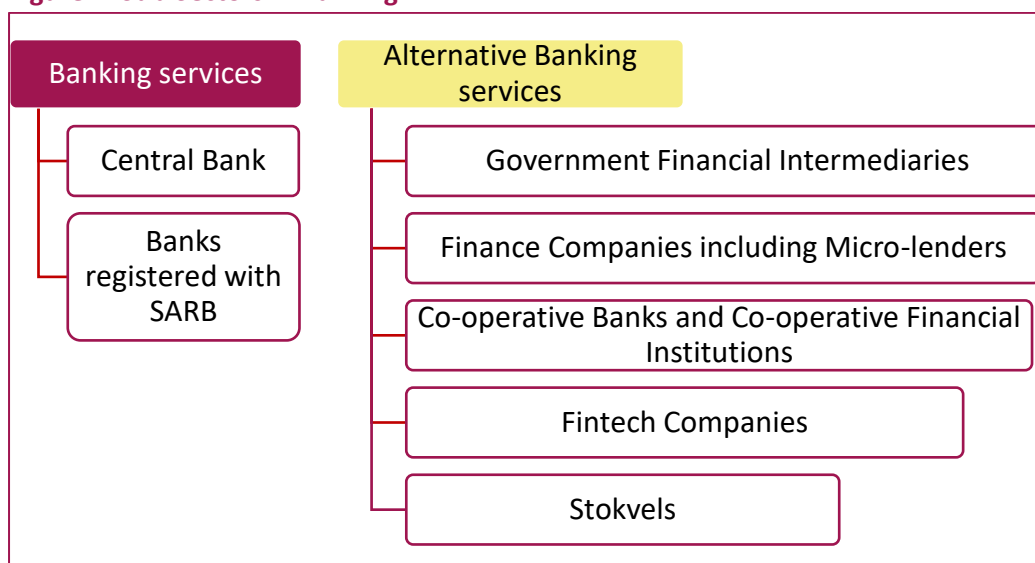 Banking services
Central Bank
Banks
registered with
SARB
Alternative Banking
services
Government Financial Intermediaries
Finance Companies including Micro-lenders
Co-operative Banks and Co-operative Financial
Institutions
Fintech Companies
Stokvels